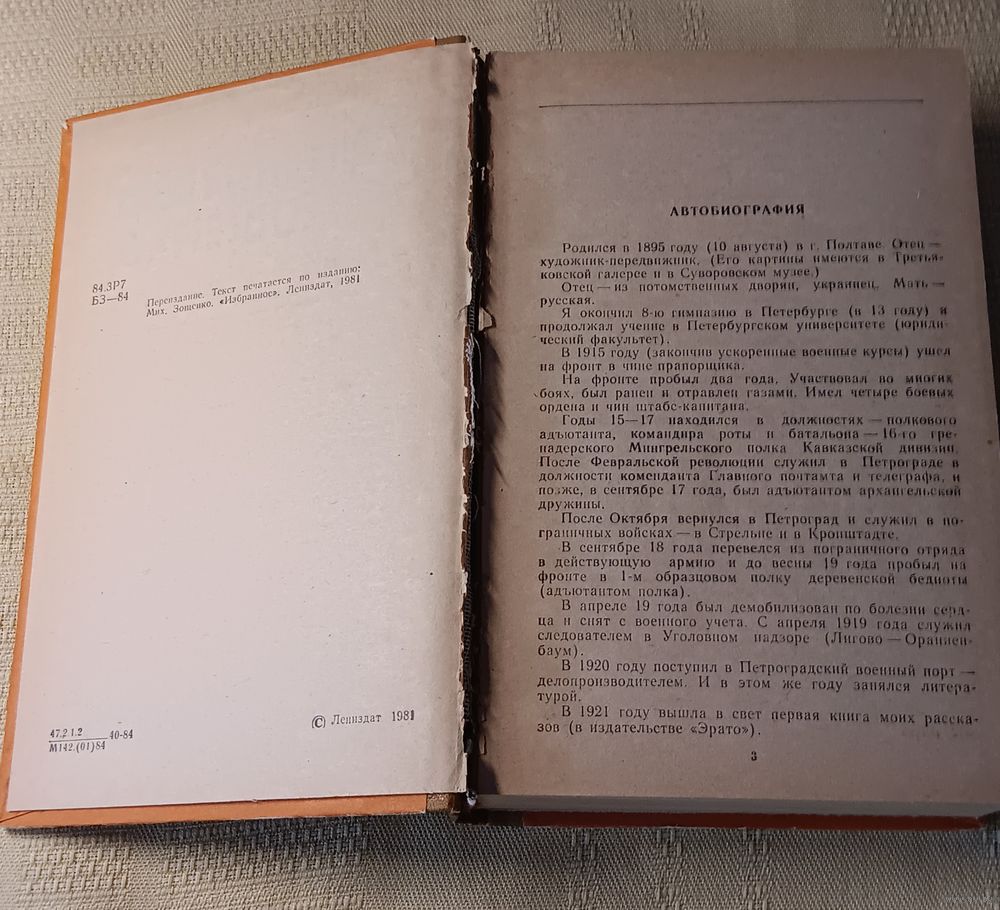 84.3Р7
БЗ—84
Переиздание. Текст печатается по изданию:
Мих. Зощенко. «Избранное». Лениздат, 1981
47.2.1.2
М142.(01)84
40-84
© Лениздат 1981
АВТОБИОГРАФИЯ
Родился в 1895 году (10 августа) в г. Полтаве. Отец —
художник-передвижник. (Его картины имеются в Третья-
ковской галерее и в Суворовском музее.)
Отец — из потомственных дворян, украинец. Мать —
русская.
Я окончил 8-ю гимназию в Петербурге (в 13 году) и
продолжал учение в Петербургском университете (юриди-
ческий факультет).
В 1915 году (закончив ускоренные военные курсы) ушел
на фронт в чине прапорщика.
На фронте пробыл два года. Участвовал во многих
боях, был ранен и отравлен газами. Имел четыре боевых
ордена и чин штабс-капитана.
Годы 15—17 находился в должностях — полкового
адъютанта, командира роты и батальона — 16-го гре-
надерского Мингрельского полка Кавказской дивизии.
После Февральской революции служил в Петрограде в
должности коменданта Главного почтамта и телеграфа, и
позже, в сентябре 17 года, был адъютантом архангельской
дружины.
После Октября вернулся в Петроград и служил в по-
граничных войсках — в Стрельне и в Кронштадте.
В сентябре 18 года перевелся из пограничного отряда
в действующую армию и до весны 19 года пробыл на
фронте в 1-м образцовом полку деревенской бедноты
(адъютантом полка).
В апреле 19 года был демобилизован по болезни серд-
ца и снят с военного учета. С апреля 1919 года служил
следователем в Уголовном надзоре (Лигово — Ораниен-
баум).
В 1920 году поступил в Петроградский военный порт —
делопроизводителем. И в этом же году занялся литера-
турой.
В 1921 году вышла в свет первая книга моих расска-
зов (в издательстве «Эрато»).
3